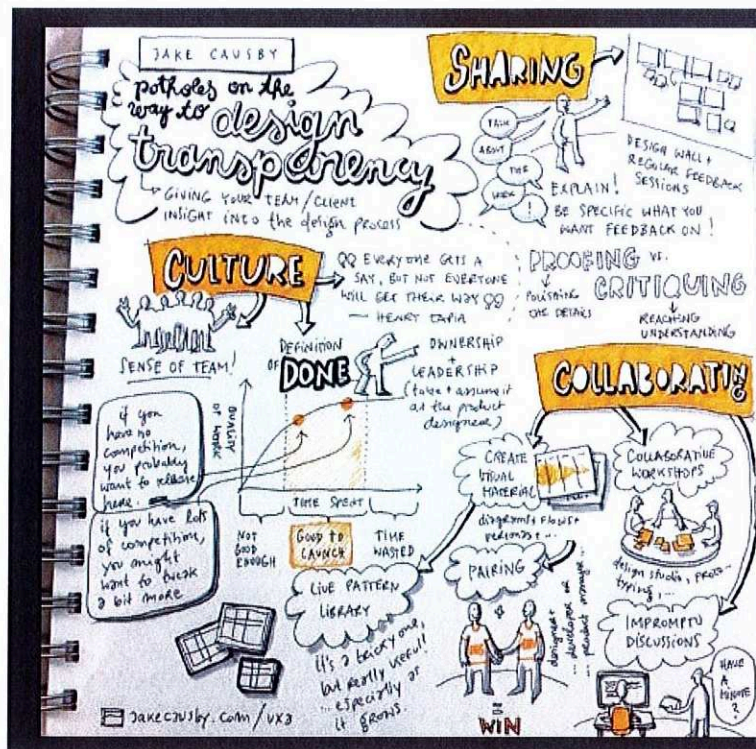 JAKE CAUSBY
potholes on the
way to design
transparency
GIVING YOUR TEAM/CLIENT
INSIGHT INTO the design PROCESS
SHARING
TALK
ABOUT
THE
WORK
!
EXPLAIN!
BE SPECIFIC WHAT YOU
WANT FEEDBACK ON!
DESIGN WALL +
REGULAR FEEDBACK
SESSIONS
PROOFING vs.
CRITIQUING
POLISHING
THE DETAILS
REACHING
UNDERSTANDING
CULTURE
EVERYONE GETS A
SAY, BUT NOT EVERYONE
WILL GET THEIR WAY
— HENRY TAPIA
SENSE OF TEAM!
DEFINITION
OF DONE
OWNERSHIP
+
LEADERSHIP
(take + assume it
as the product
designer)
QUALITY
OF WORK
TIME SPENT
if you
have no
competition,
you probably
want to release
here.
if you have lots
of competition,
you might
want to tweak
a bit more
NOT
GOOD
ENOUGH
GOOD TO
LAUNCH
TIME
WASTED
COLLABORATIN
CREATE
VISUAL
MATERIAL
diagrams + flows +
personas + ...
COLLABORATIVE
WORKSHOPS
design studio, proto-
typing, ...
LIVE PATTERN
LIBRARY
it's a tricky one,
but really useful!
... especially as
it grows.
PAIRING
designer +
developer or
product manager ...
=
WIN
IMPROMPTU
DISCUSSIONS
HAVE
A
MINUTE
?
jakecausby.com/ux2